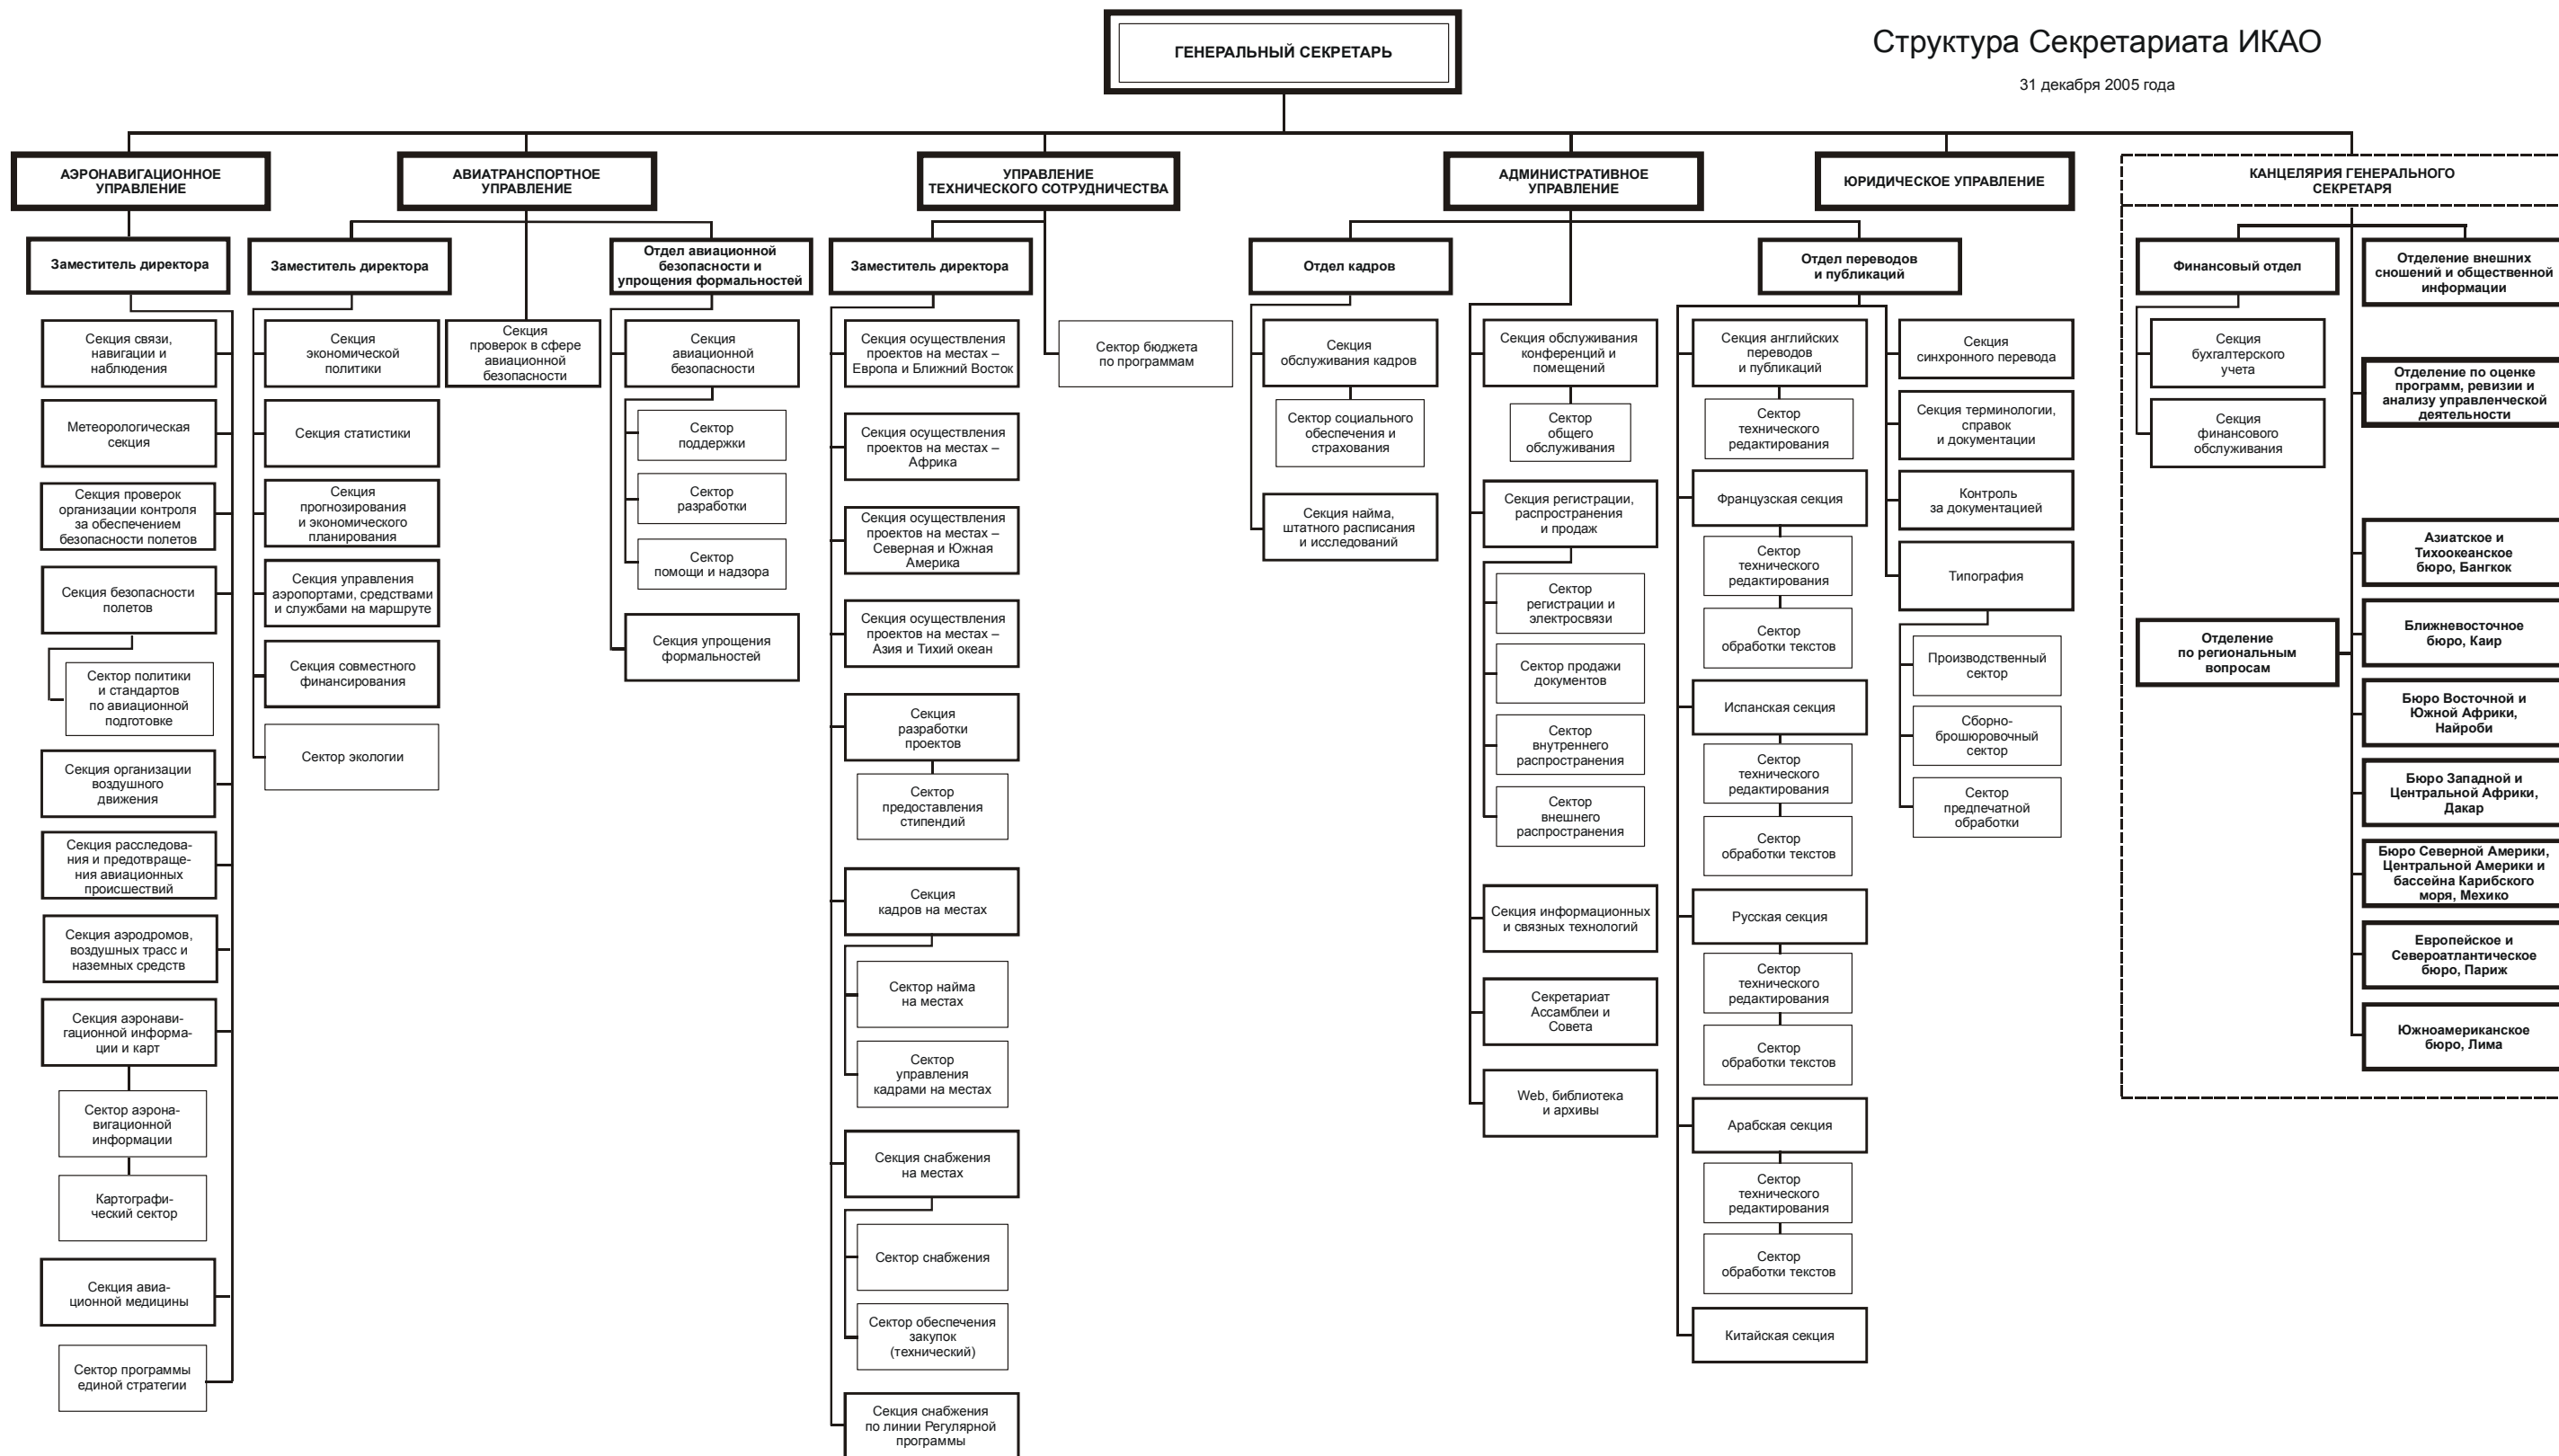 ГЕНЕРАЛЬНЫЙ СЕКРЕТАРЬ
Структура Секретариата ИКАО
31 декабря 2005 года
АЭРОНАВИГАЦИОННОЕ
УПРАВЛЕНИЕ
Заместитель директора
Секция связи,
навигации и
наблюдения
Метеорологическая
секция
Секция проверок
организации контроля
за обеспечением
безопасности полетов
Секция безопасности
полетов
Сектор политики
и стандартов
по авиационной
подготовке
Секция организации
воздушного
движения
Секция расследова-
ния и предотвраще-
ния авиационных
происшествий
Секция аэродромов,
воздушных трасс и
наземных средств
Секция аэронави-
гационной информа-
ции и карт
Сектор аэрона-
вигационной
информации
Картографи-
ческий сектор
Секция авиа-
ционной медицины
Сектор программы
единой стратегии
АВИАТРАНСПОРТНОЕ
УПРАВЛЕНИЕ
Заместитель директора
Секция
экономической
политики
Секция статистики
Секция
прогнозирования
и экономического
планирования
Секция управления
аэропортами, средствами
и службами на маршруте
Секция совместного
финансирования
Сектор экологии
Секция
проверок в сфере
авиационной
безопасности
Отдел авиационной
безопасности и
упрощения формальностей
Секция
авиационной
безопасности
Сектор
поддержки
Сектор
разработки
Сектор
помощи и надзора
Секция упрощения
формальностей
УПРАВЛЕНИЕ
ТЕХНИЧЕСКОГО СОТРУДНИЧЕСТВА
Заместитель директора
Секция осуществления
проектов на местах –
Европа и Ближний Восток
Секция осуществления
проектов на местах –
Африка
Секция осуществления
проектов на местах –
Северная и Южная
Америка
Секция осуществления
проектов на местах –
Азия и Тихий океан
Секция
разработки
проектов
Сектор
предоставления
стипендий
Секция
кадров на местах
Сектор найма
на местах
Сектор
управления
кадрами на местах
Секция снабжения
на местах
Сектор снабжения
Сектор обеспечения
закупок
(технический)
Секция снабжения
по линии Регулярной
программы
Сектор бюджета
по программам
АДМИНИСТРАТИВНОЕ
УПРАВЛЕНИЕ
Отдел кадров
Секция
обслуживания кадров
Сектор социального
обеспечения и
страхования
Секция найма,
штатного расписания
и исследований
Секция обслуживания
конференций и
помещений
Сектор
общего
обслуживания
Секция регистрации,
распространения
и продаж
Сектор
регистрации и
электросвязи
Сектор продажи
документов
Сектор
внутреннего
распространения
Сектор
внешнего
распространения
Секция информационных
и связных технологий
Секретариат
Ассамблеи и
Совета
Web, библиотека
и архивы
Отдел переводов
и публикаций
Секция английских
переводов
и публикаций
Сектор
технического
редактирования
Французская секция
Сектор
технического
редактирования
Сектор
обработки текстов
Испанская секция
Сектор
технического
редактирования
Сектор
обработки текстов
Русская секция
Сектор
технического
редактирования
Сектор
обработки текстов
Арабская секция
Сектор
технического
редактирования
Сектор
обработки текстов
Китайская секция
Секция
синхронного перевода
Секция терминологии,
справок
и документации
Контроль
за документацией
Типография
Производственный
сектор
Сборно-
брошюровочный
сектор
Сектор
предпечатной
обработки
ЮРИДИЧЕСКОЕ УПРАВЛЕНИЕ
КАНЦЕЛЯРИЯ ГЕНЕРАЛЬНОГО
СЕКРЕТАРЯ
Финансовый отдел
Секция
бухгалтерского
учета
Секция
финансового
обслуживания
Отделение
по региональным
вопросам
Отделение внешних
сношений и общественной
информации
Отделение по оценке
программ, ревизии и
анализу управленческой
деятельности
Азиатское и
Тихоокеанское
бюро, Бангкок
Ближневосточное
бюро, Каир
Бюро Восточной и
Южной Африки,
Найроби
Бюро Западной и
Центральной Африки,
Дакар
Бюро Северной Америки,
Центральной Америки и
бассейна Карибского
моря, Мехико
Европейское и
Североатлантическое
бюро, Париж
Южноамериканское
бюро, Лима